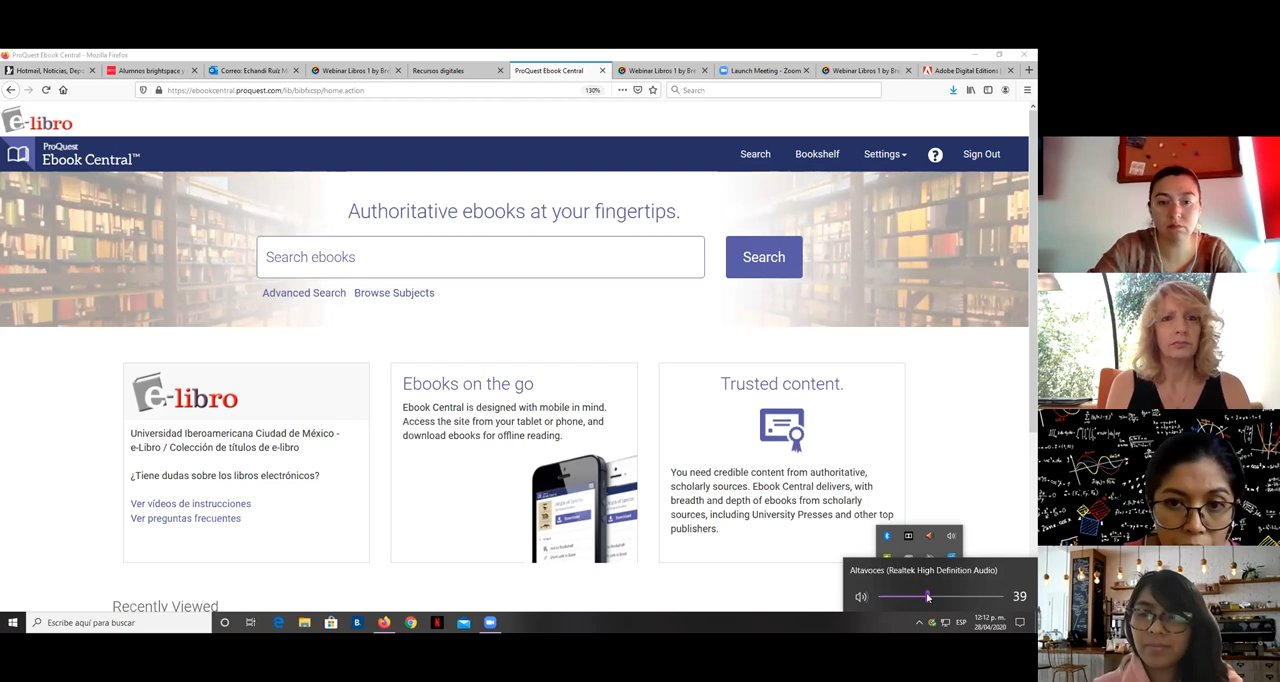 ProQuest Ebook Central - Mozilla Firefox
Hotmail, Noticias, Dep
Alumnos brightspace
Correo: Echandi Ruiz M
Webinar Libros 1 by Bre
Recursos digitales
ProQuest Ebook Central
Webinar Libros 1 by Bre
Launch Meeting - Zoom
Webinar Libros 1 by Bre
Adobe Digital Editions
https://ebookcentral.proquest.com/lib/bibfxcsp/home.action
130%
Search
e-libro
ProQuest
Ebook Central™
Search
Bookshelf
Settings
?
Sign Out
Authoritative ebooks at your fingertips.
Search ebooks
Search
Advanced Search Browse Subjects
e-libro
Universidad Iberoamericana Ciudad de México -
e-Libro / Colección de títulos de e-libro
¿Tiene dudas sobre los libros electrónicos?
Ver vídeos de instrucciones
Ver preguntas frecuentes
Ebooks on the go
Ebook Central is designed with mobile in mind.
Access the site from your tablet or phone, and
download ebooks for offline reading.
Trusted content.
You need credible content from authoritative,
scholarly sources. Ebook Central delivers, with
breadth and depth of ebooks from scholarly
sources, including University Presses and other top
publishers.
Recently Viewed
Altavoces (Realtek High Definition Audio)
39
Escribe aquí para buscar
ESP
12:12 p. m.
28/04/2020